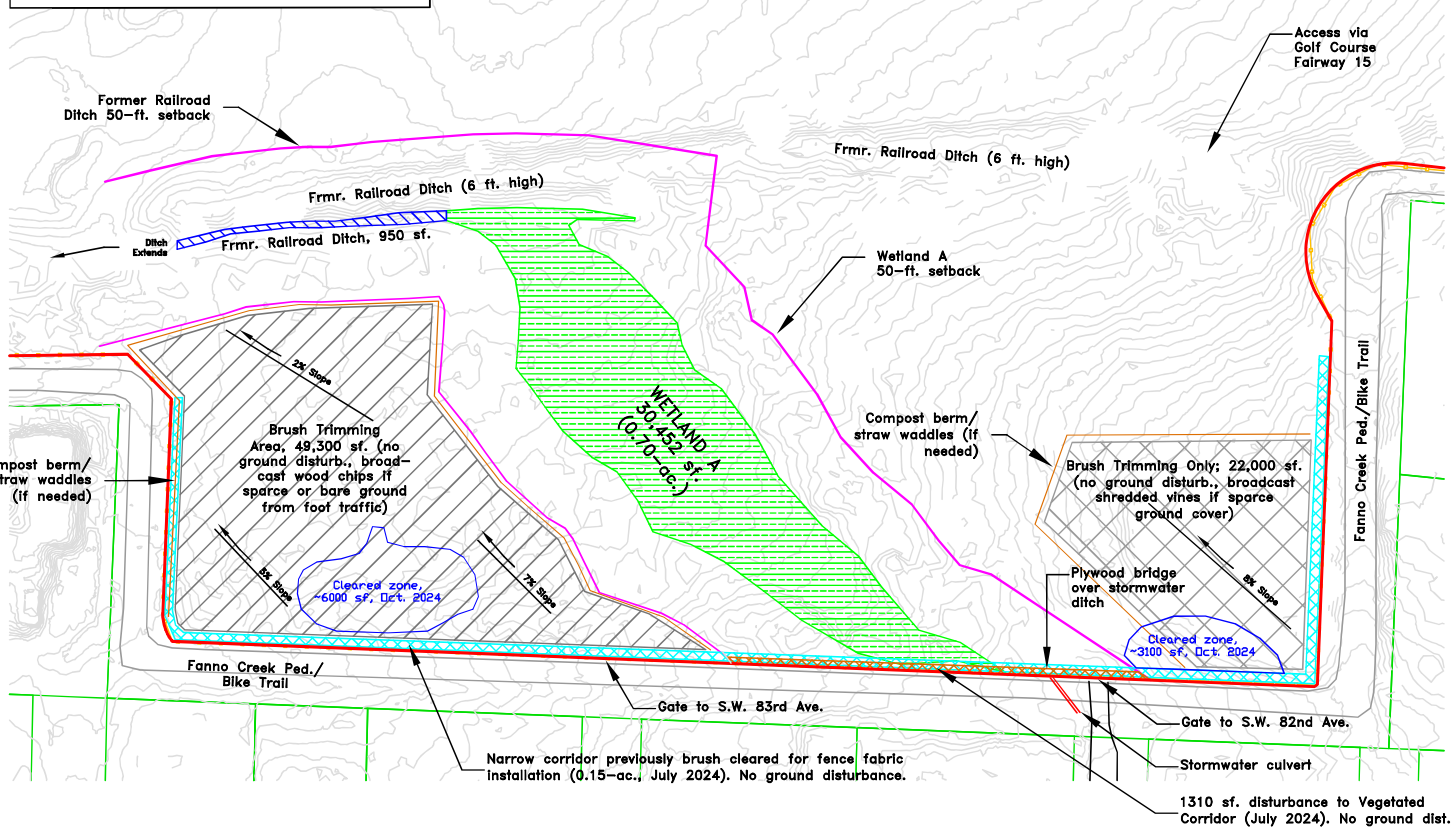 Access via
Golf Course
Fairway 15
Former Railroad
Ditch 50-ft. setback
Frmr. Railroad Ditch (6 ft. high)
Frmr. Railroad Ditch (6 ft. high)
Ditch
Extends
Frmr. Railroad Ditch, 950 sf.
Wetland A
50-ft. setback
2% Slope
WETLAND A
30,452 sf.
(0.70-ac.)
Brush Trimming
Area, 49,300 sf. (no
ground disturb., broad-
cast wood chips if
sparce or bare ground
from foot traffic)
mpost berm/
traw waddles
(if needed)
Compost berm/
straw waddles (if
needed)
Brush Trimming Only; 22,000 sf.
(no ground disturb., broadcast
shredded vines if sparce
ground cover)
Fanno Creek Ped./Bike Trail
5% Slope
7% Slope
8% Slope
Cleared zone,
~6000 sf, Oct. 2024
Plywood bridge
over stormwater
ditch
Cleared zone,
~3100 sf, Oct. 2024
Fanno Creek Ped./
Bike Trail
Gate to S.W. 83rd Ave.
Gate to S.W. 82nd Ave.
Narrow corridor previously brush cleared for fence fabric
installation (0.15-ac., July 2024). No ground disturbance.
Stormwater culvert
1310 sf. disturbance to Vegetated
Corridor (July 2024). No ground dist.